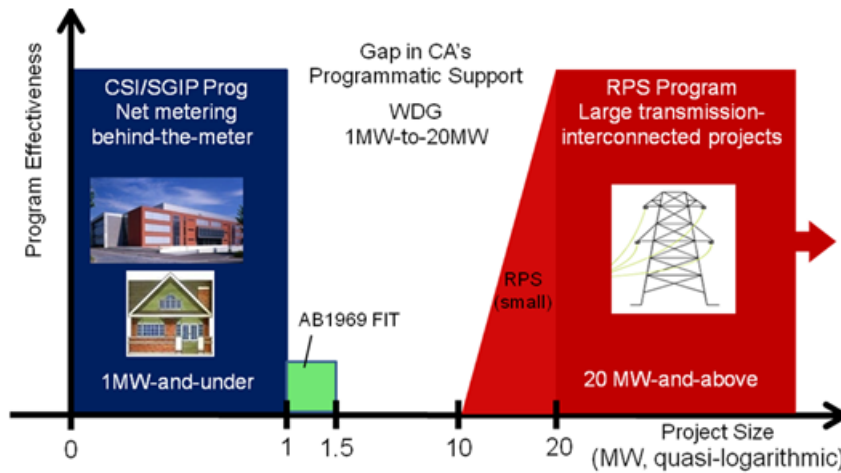 Program Effectiveness
CSI/SGIP Prog
Net metering
behind-the-meter
1MW-and-under
AB1969 FIT
Gap in CA's
Programmatic Support
WDG
1MW-to-20MW
RPS
(small)
RPS Program
Large transmission-
interconnected projects
20 MW-and-above
0
1
1.5
10
20
Project Size
(MW, quasi-logarithmic)